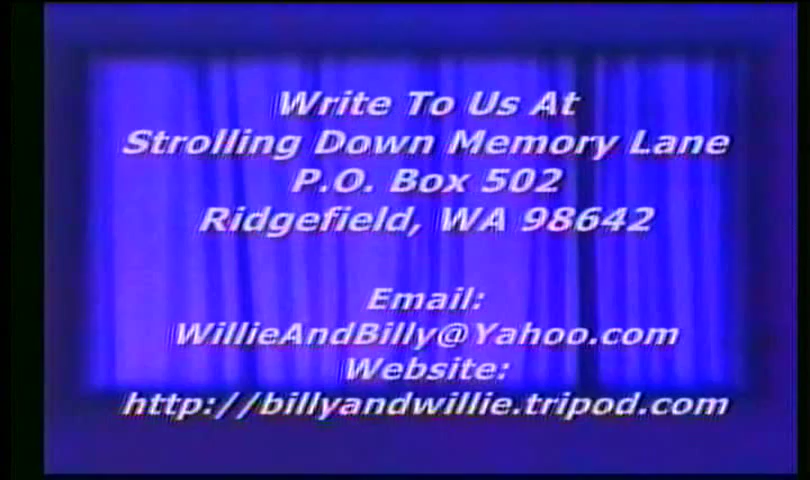 Write To Us At
Strolling Down Memory Lane
P.O. Box 502
Ridgefield, WA 98642
Email:
WillieAndBilly@Yahoo.com
Website:
http://billyandwillie.tripod.com